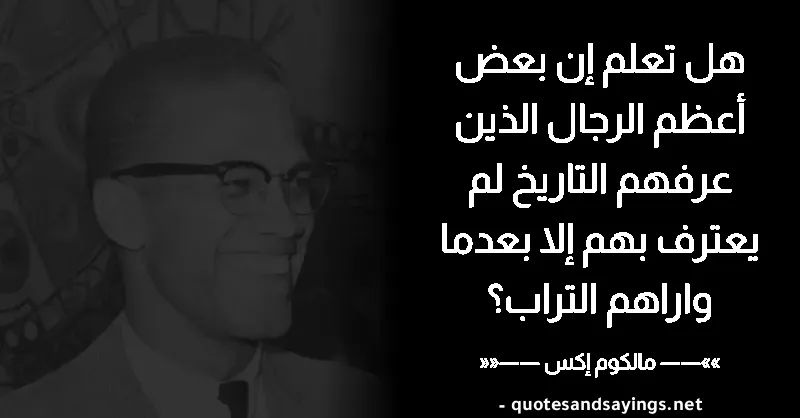 هل تعلم إن بعض
أعظم الرجال الذين
عرفهم التاريخ لم
يعترف بهم إلا بعدما
واراهم التراب؟
»»—— مالكوم إكس ——««
- quotesandsayings.net